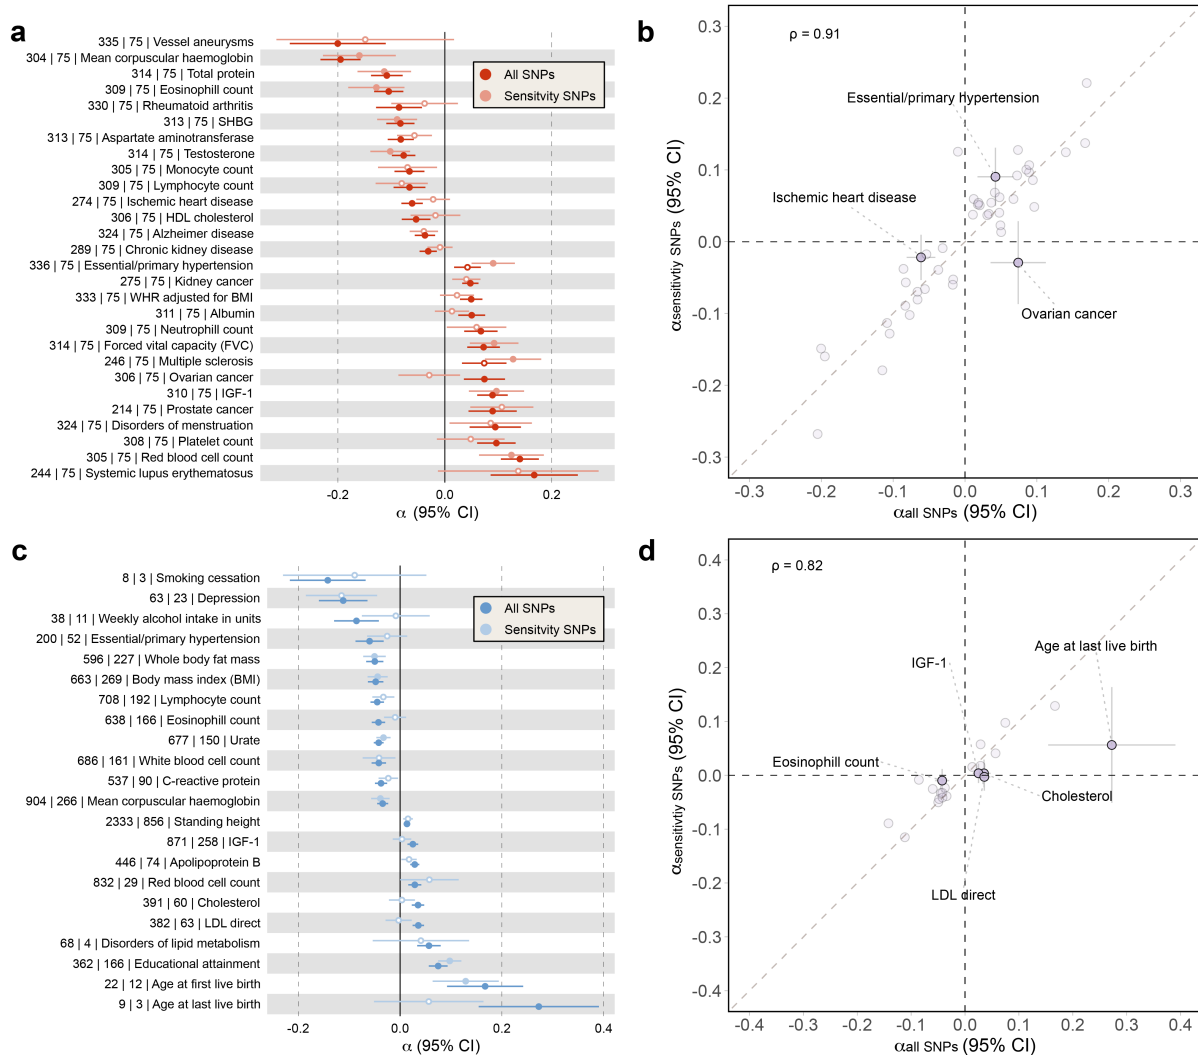 a
335 | 75 | Vessel aneurysms
304 | 75 | Mean corpuscular haemoglobin
314 | 75 | Total protein
309 | 75 | Eosinophill count
330 | 75 | Rheumatoid arthritis
313 | 75 | SHBG
313 | 75 | Aspartate aminotransferase
314 | 75 | Testosterone
305 | 75 | Monocyte count
309 | 75 | Lymphocyte count
274 | 75 | Ischemic heart disease
306 | 75 | HDL cholesterol
324 | 75 | Alzheimer disease
289 | 75 | Chronic kidney disease
336 | 75 | Essential/primary hypertension
275 | 75 | Kidney cancer
333 | 75 | WHR adjusted for BMI
311 | 75 | Albumin
309 | 75 | Neutrophill count
314 | 75 | Forced vital capacity (FVC)
246 | 75 | Multiple sclerosis
306 | 75 | Ovarian cancer
310 | 75 | IGF-1
214 | 75 | Prostate cancer
324 | 75 | Disorders of menstruation
308 | 75 | Platelet count
305 | 75 | Red blood cell count
244 | 75 | Systemic lupus erythematosus
All SNPs
Sensitvity SNPs
-0.2 0.0 0.2
α (95% CI)
b
ρ = 0.91
Essential/primary hypertension
Ischemic heart disease
Ovarian cancer
0.3
0.2
0.1
0.0
-0.1
-0.2
-0.3
αsensitivtiy SNPs (95% CI)
-0.3 -0.2 -0.1 0.0 0.1 0.2 0.3
αall SNPs (95% CI)
c
8 | 3 | Smoking cessation
63 | 23 | Depression
38 | 11 | Weekly alcohol intake in units
200 | 52 | Essential/primary hypertension
596 | 227 | Whole body fat mass
663 | 269 | Body mass index (BMI)
708 | 192 | Lymphocyte count
638 | 166 | Eosinophill count
677 | 150 | Urate
686 | 161 | White blood cell count
537 | 90 | C-reactive protein
904 | 266 | Mean corpuscular haemoglobin
2333 | 856 | Standing height
871 | 258 | IGF-1
446 | 74 | Apolipoprotein B
832 | 29 | Red blood cell count
391 | 60 | Cholesterol
382 | 63 | LDL direct
68 | 4 | Disorders of lipid metabolism
362 | 166 | Educational attainment
22 | 12 | Age at first live birth
9 | 3 | Age at last live birth
All SNPs
Sensitvity SNPs
-0.2 0.0 0.2 0.4
α (95% CI)
d
ρ = 0.82
Age at last live birth
IGF-1
Eosinophill count
Cholesterol
LDL direct
0.4
0.3
0.2
0.1
0.0
-0.1
-0.2
-0.3
-0.4
αsensitivtiy SNPs (95% CI)
-0.4 -0.3 -0.2 -0.1 0.0 0.1 0.2 0.3 0.4
αall SNPs (95% CI)